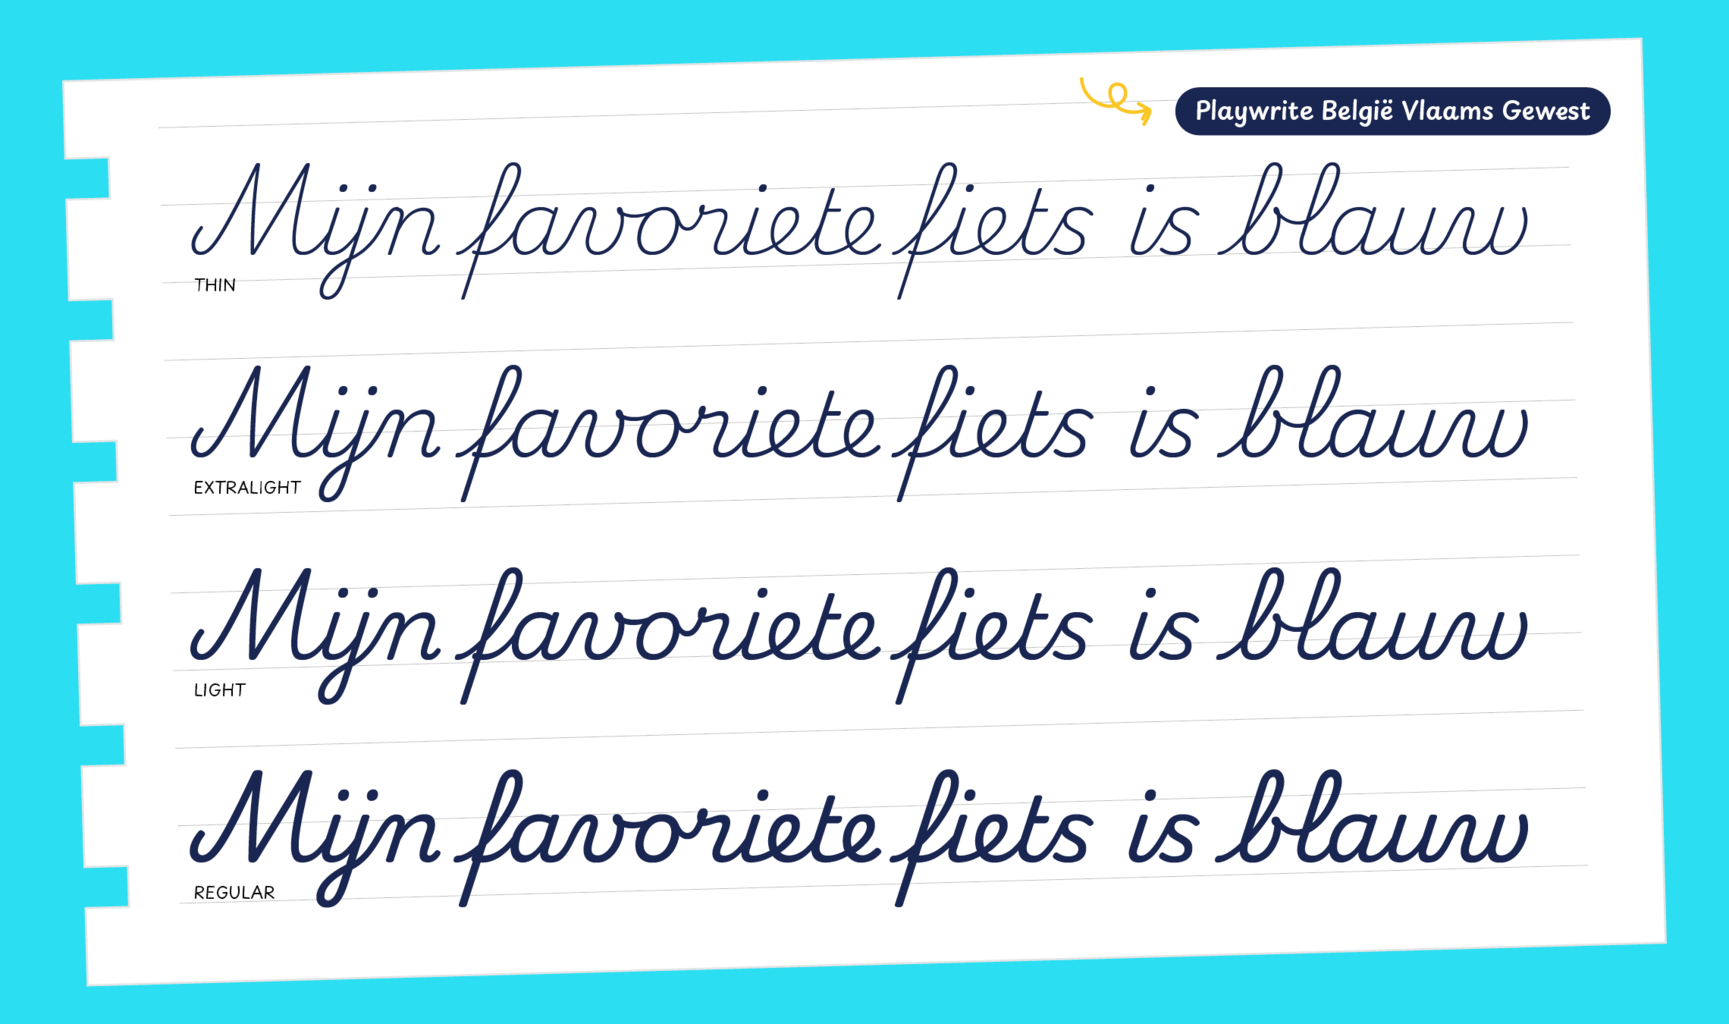 Playwrite België Vlaams Gewest
Mijn favoriete fiets is blauw
THIN
Mijn favoriete fiets is blauw
EXTRALIGHT
Mijn favoriete fiets is blauw
LIGHT
Mijn favoriete fiets is blauw
REGULAR